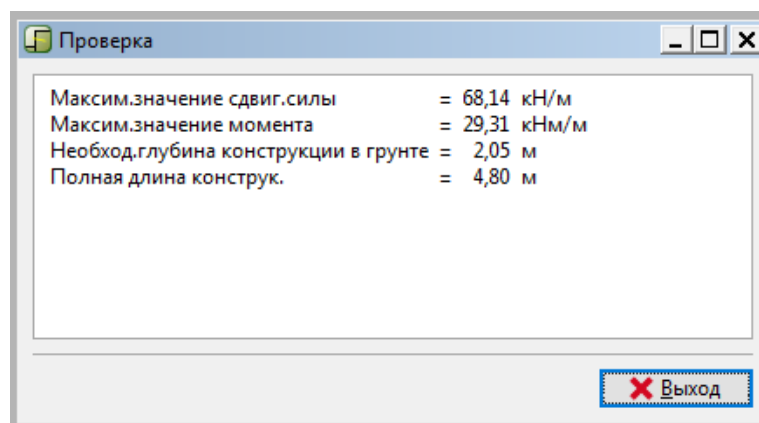 Проверка
Максим.значение сдвиг.силы = 68,14 кН/м
Максим.значение момента = 29,31 кНм/м
Необход.глубина конструкции в грунте = 2,05 м
Полная длина конструк. = 4,80 м
Выход